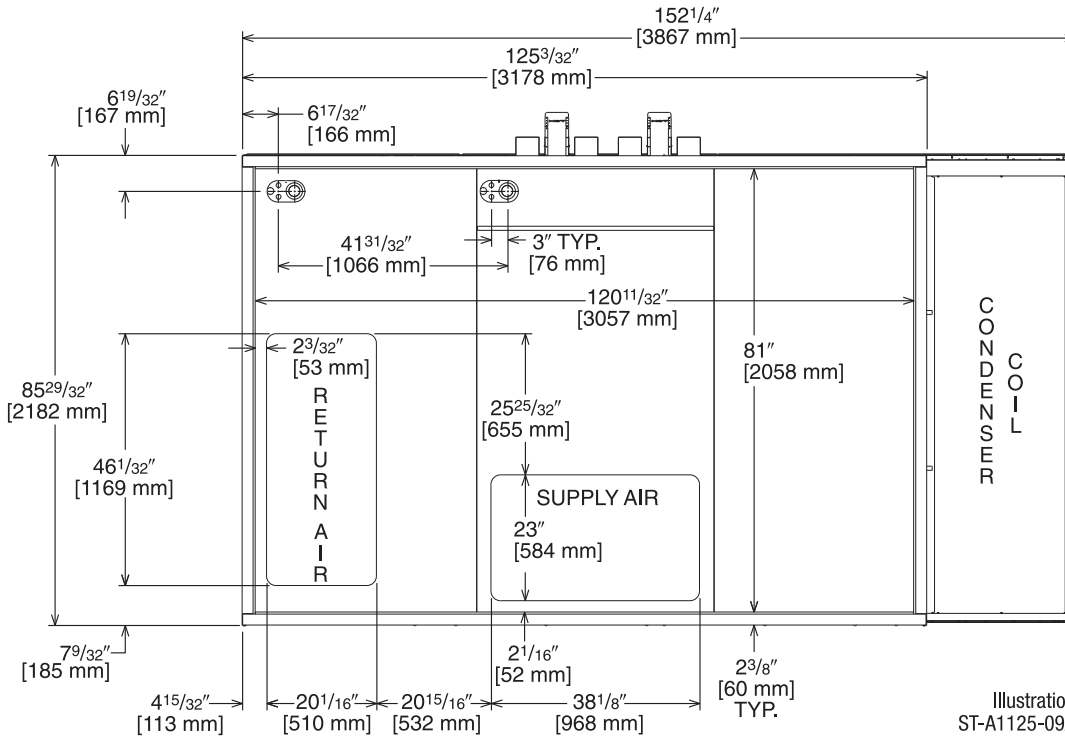 152 1/4"
[3867 mm]
125 3/32"
[3178 mm]
6 19/32"
[167 mm]
6 17/32"
[166 mm]
41 31/32"
[1066 mm]
3" TYP.
[76 mm]
120 11/32"
[3057 mm]
2 3/32"
[53 mm]
81"
[2058 mm]
85 29/32"
[2182 mm]
25 25/32"
[655 mm]
46 1/32"
[1169 mm]
RETURN AIR
SUPPLY AIR
23"
[584 mm]
CONDENSER
COIL
7 9/32"
[185 mm]
2 1/16"
[52 mm]
2 3/8"
[60 mm]
TYP.
4 15/32"
[113 mm]
20 1/16"
[510 mm]
20 15/16"
[532 mm]
38 1/8"
[968 mm]
Illustratio
ST-A1125-09